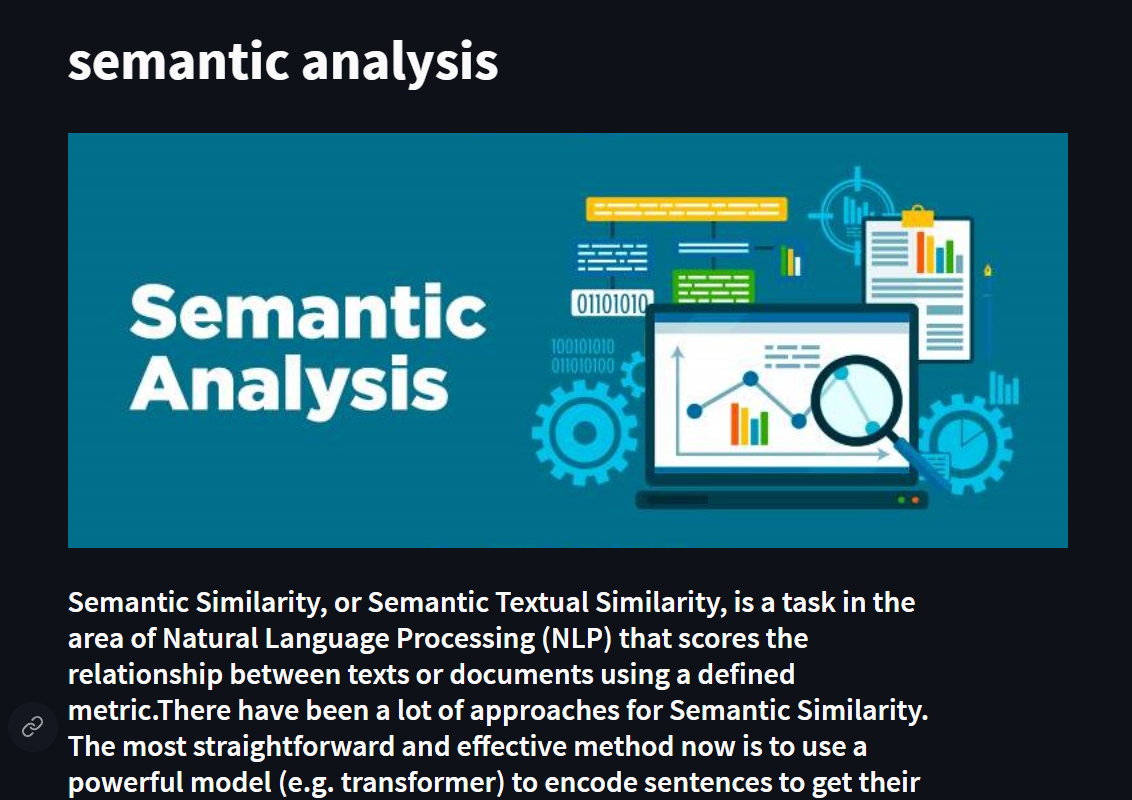 semantic analysis
Semantic
Analysis
01101010
100101010
011010100
Semantic Similarity, or Semantic Textual Similarity, is a task in the
area of Natural Language Processing (NLP) that scores the
relationship between texts or documents using a defined
metric.There have been a lot of approaches for Semantic Similarity.
The most straightforward and effective method now is to use a
powerful model (e.g. transformer) to encode sentences to get their